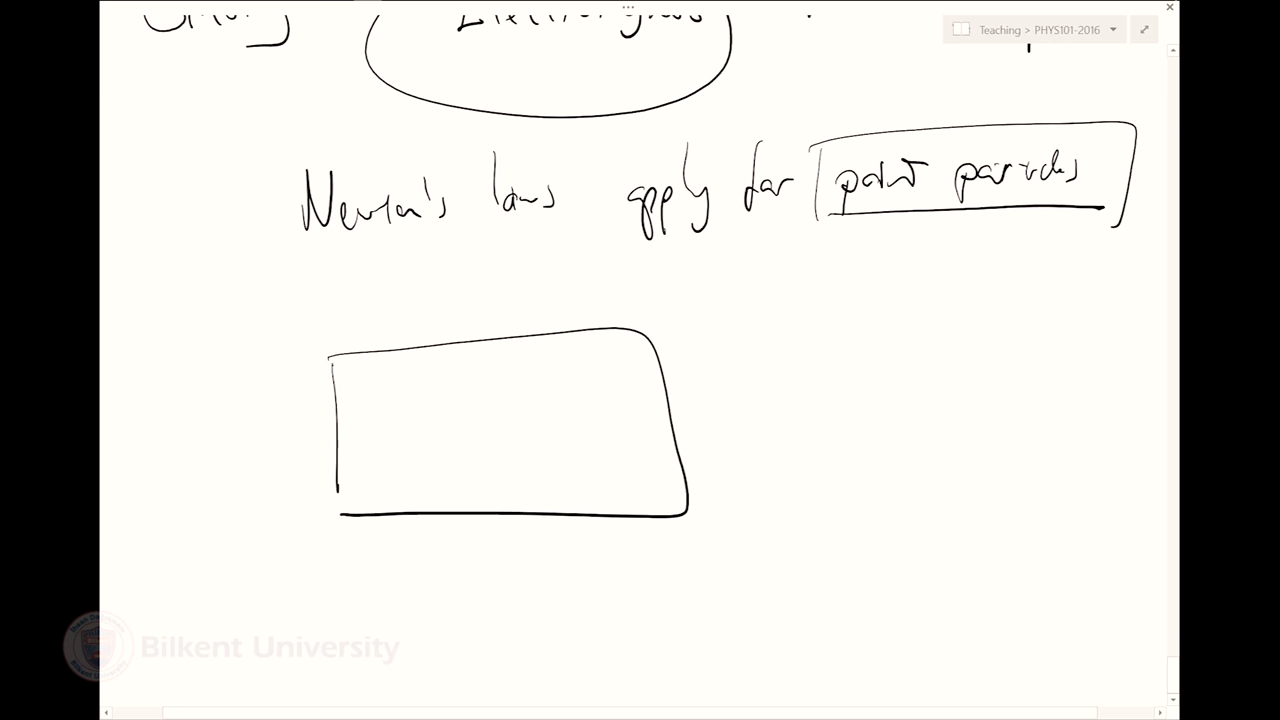 Teaching > PHYS101-2016
Newton's laws apply for point particles
Bilkent University